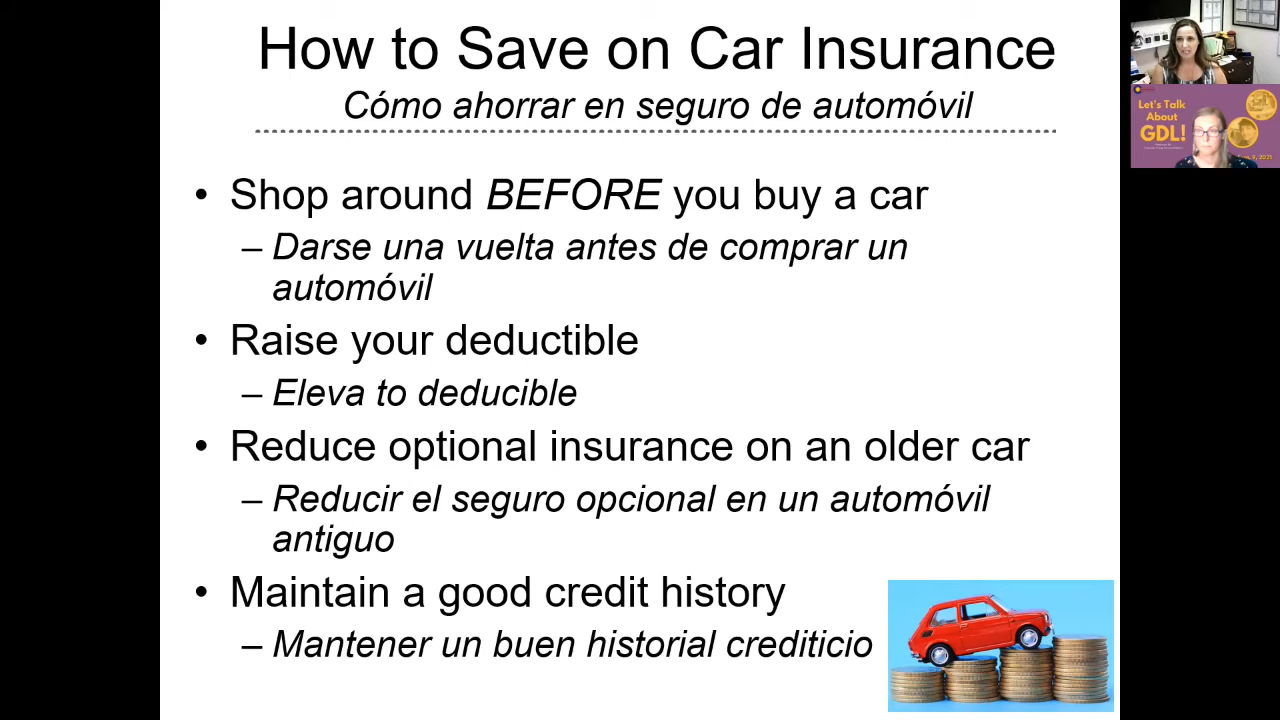 How to Save on Car Insurance
Cómo ahorrar en seguro de automóvil
• Shop around BEFORE you buy a car
– Darse una vuelta antes de comprar un
automóvil
• Raise your deductible
– Eleva to deducible
• Reduce optional insurance on an older car
– Reducir el seguro opcional en un automóvil
antiguo
• Maintain a good credit history
– Mantener un buen historial crediticio
Let's Talk
About
GDL!
9, 2021